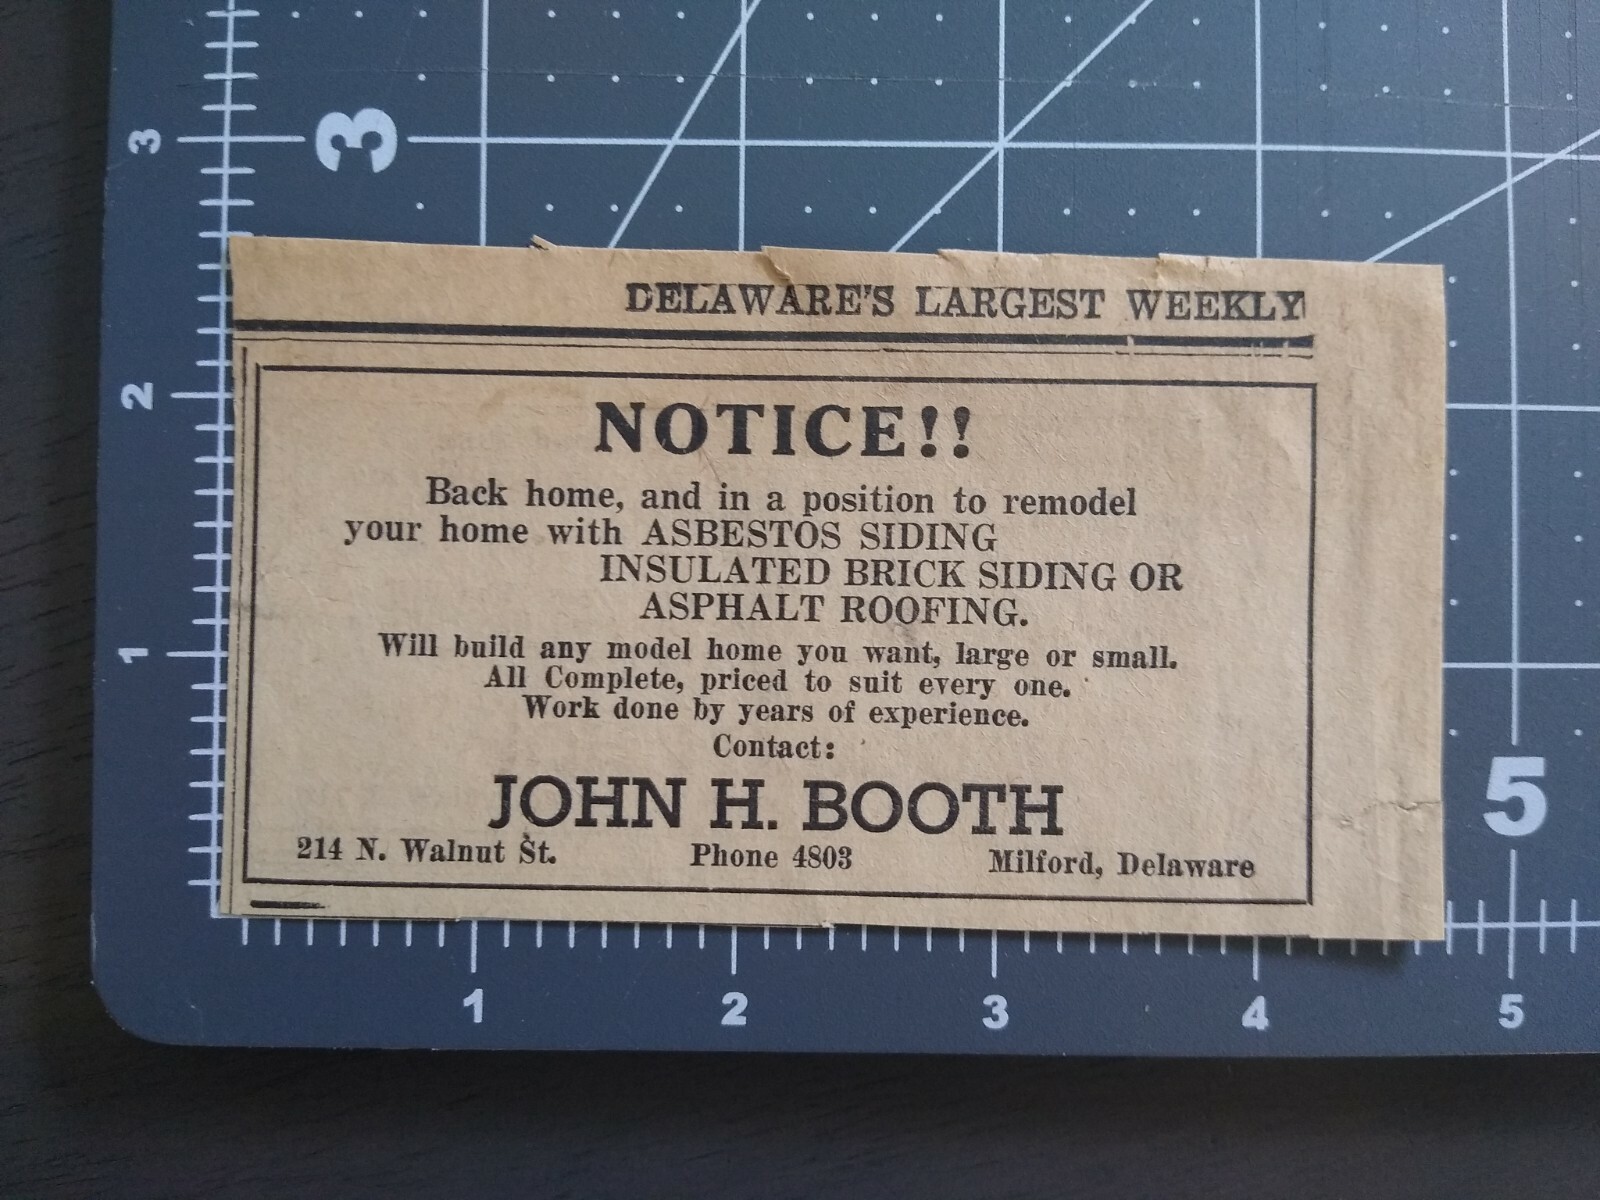 3
3
DELAWARE'S LARGEST WEEKLY
2
NOTICE!!
Back home, and in a position to remodel
your home with ASBESTOS SIDING
INSULATED BRICK SIDING OR
ASPHALT ROOFING.
1
Will build any model home you want, large or small.
All Complete, priced to suit every one.
Work done by years of experience.
Contact:
JOHN H. BOOTH
214 N. Walnut St. Phone 4803 Milford, Delaware
5
1 2 3 4 5